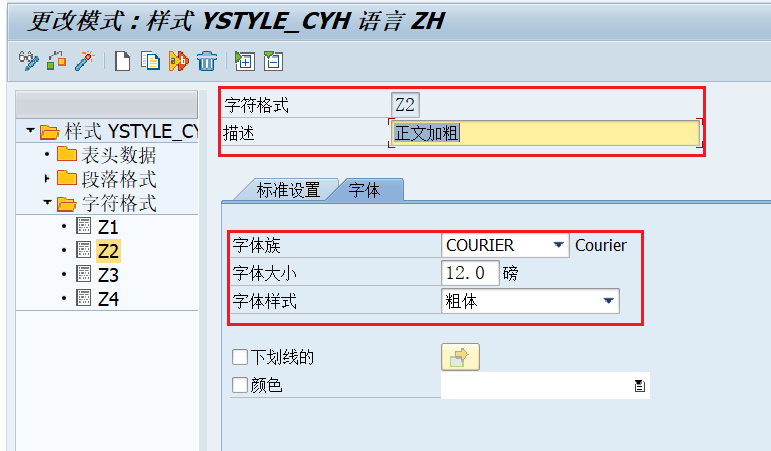 更改模式：样式 YSTYLE_CYH 语言 ZH
样式 YSTYLE_CY
表头数据
段落格式
字符格式
Z1
Z2
Z3
Z4
字符格式 Z2
描述 正文加粗
标准设置 字体
字体族 COURIER Courier
字体大小 12.0 磅
字体样式 粗体
下划线的
颜色